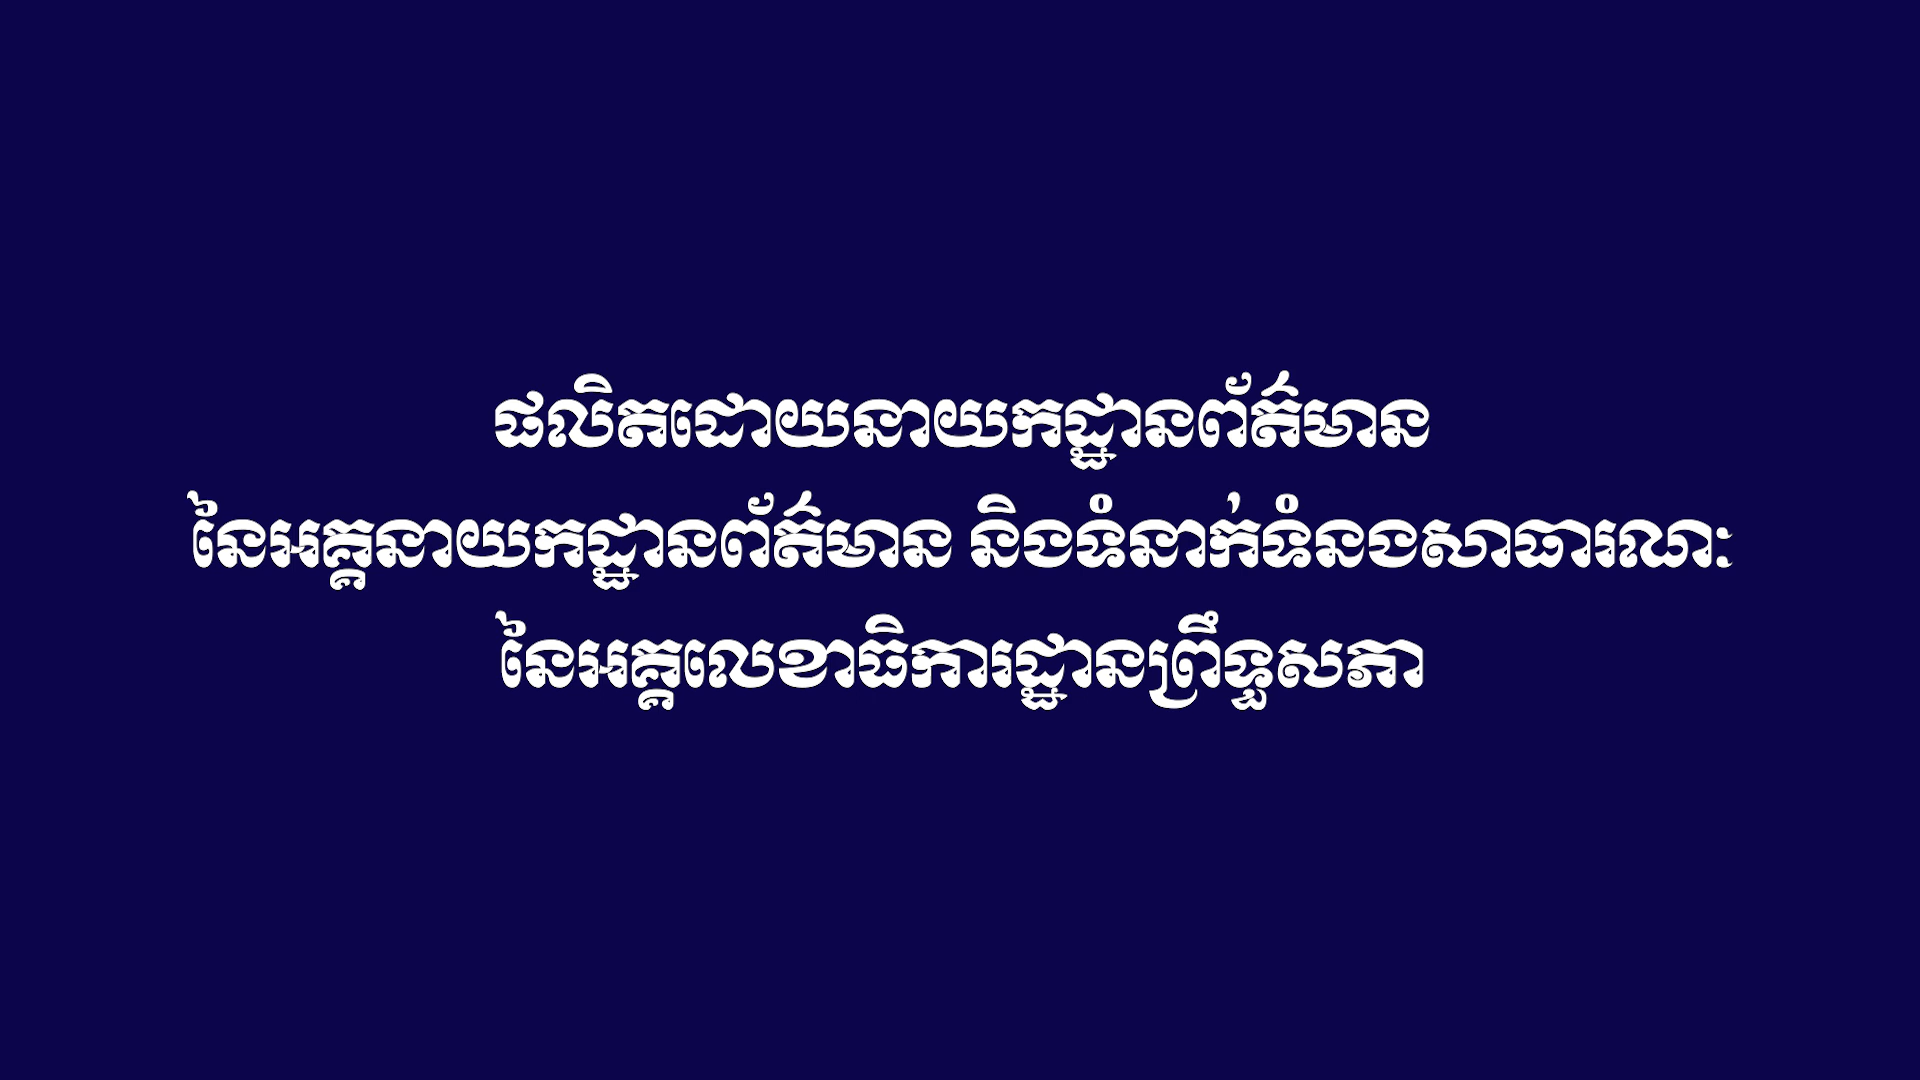 ផលិតដោយនាយកដ្ឋានព័ត៌មាន
នៃអគ្គនាយកដ្ឋានព័ត៌មាន និងទំនាក់ទំនងសាធារណៈ
នៃអគ្គលេខាធិការដ្ឋានព្រឹទ្ធសភា